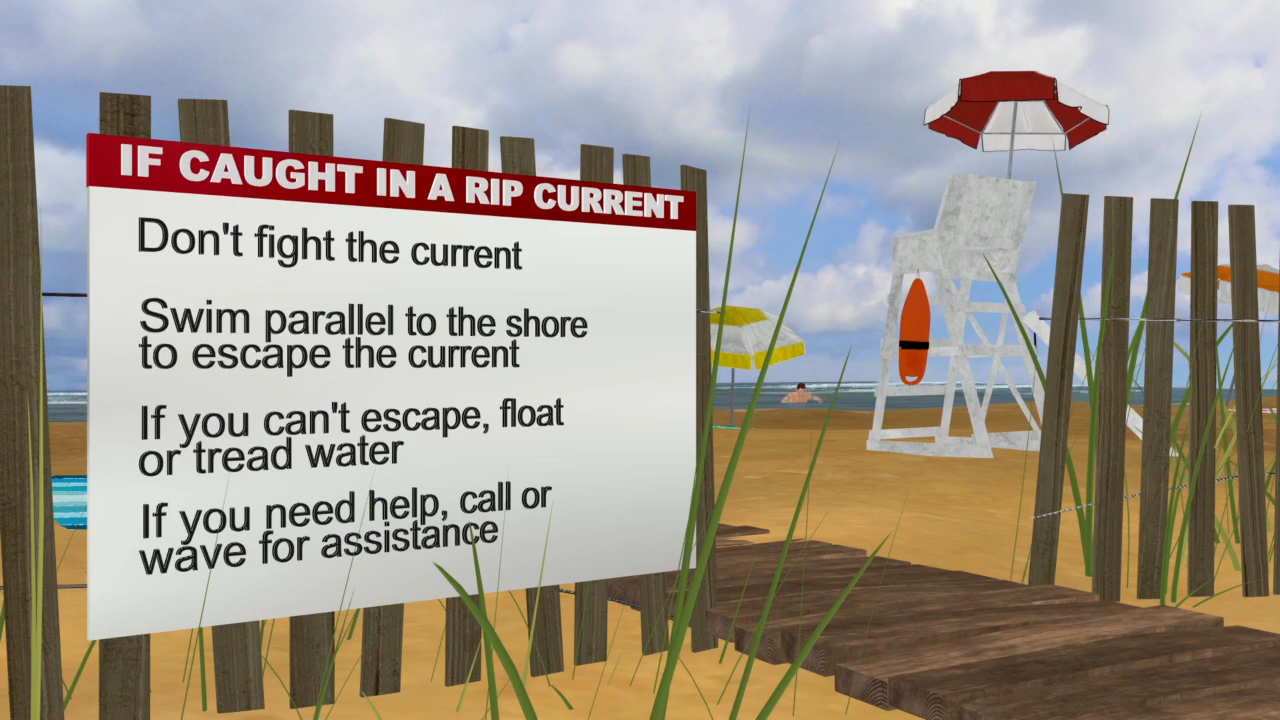 IF CAUGHT IN A RIP CURRENT
Don't fight the current
Swim parallel to the shore
to escape the current
If you can't escape, float
or tread water
If you need help, call or
wave for assistance